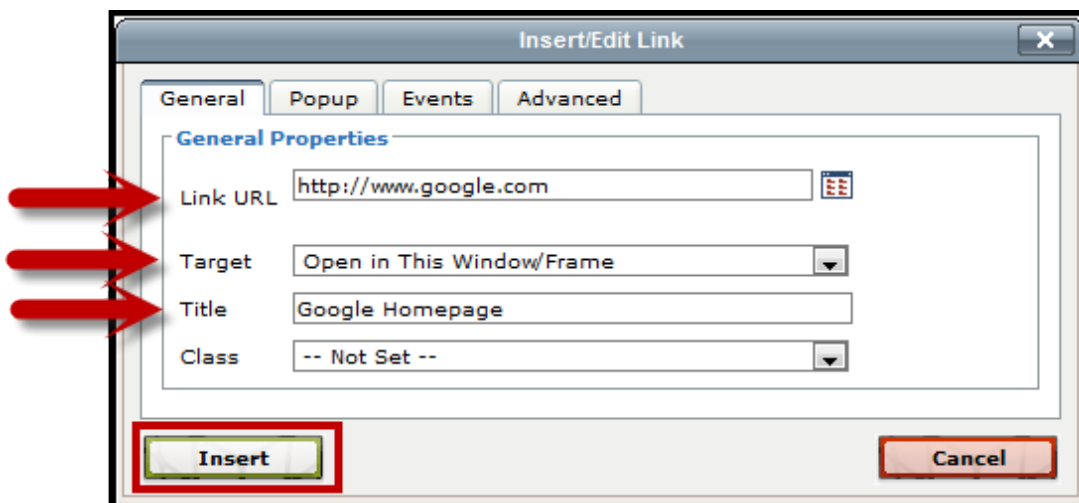 Insert/Edit Link
General Popup Events Advanced
General Properties
Link URL http://www.google.com
Target Open in This Window/Frame
Title Google Homepage
Class -- Not Set --
Insert Cancel